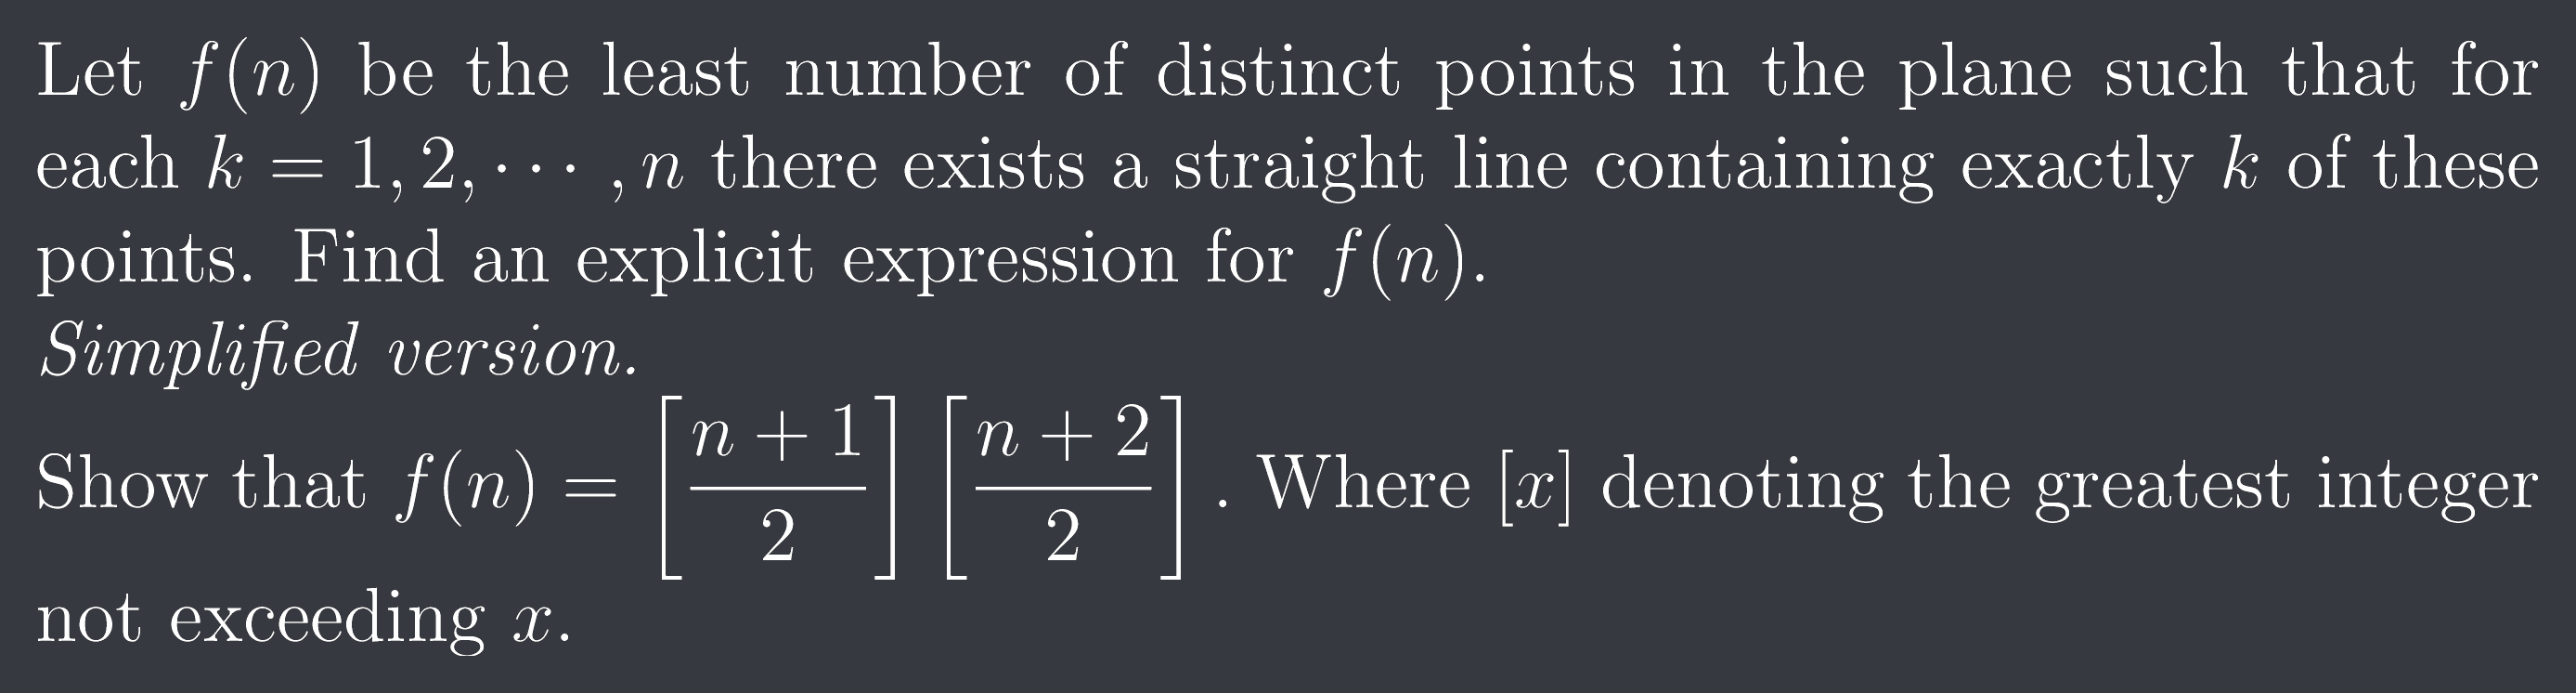 Let f(n) be the least number of distinct points in the plane such that for
each k = 1, 2, ··· , n there exists a straight line containing exactly k of these
points. Find an explicit expression for f(n).
Simplified version.
Show that f(n) = [n + 1 / 2] [n + 2 / 2]. Where [x] denoting the greatest integer
not exceeding x.